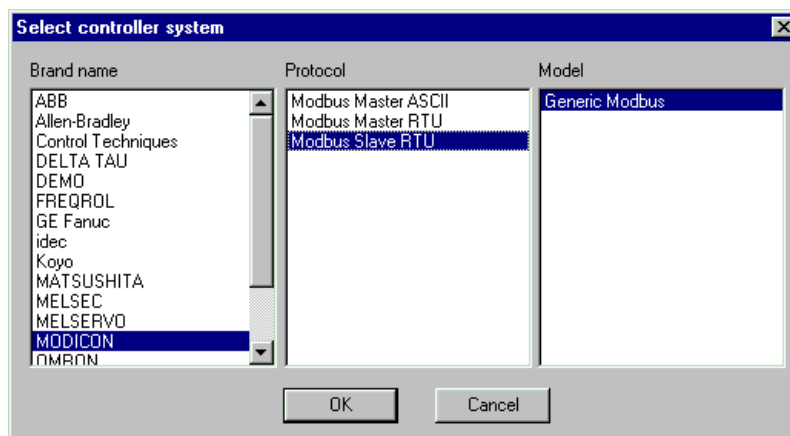 Select controller system
Brand name
ABB
Allen-Bradley
Control Techniques
DELTA TAU
DEMO
FREQROL
GE Fanuc
idec
Koyo
MATSUSHITA
MELSEC
MELSERVO
MODICON
OMRON
Protocol
Modbus Master ASCII
Modbus Master RTU
Modbus Slave RTU
Model
Generic Modbus
OK
Cancel